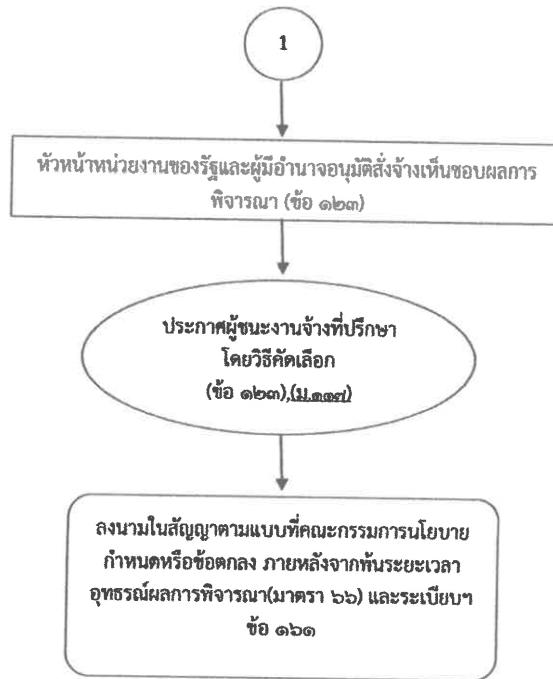 1
หัวหน้าหน่วยงานของรัฐและผู้มีอำนาจอนุมัติสั่งจ้างเห็นชอบผลการ
พิจารณา (ข้อ ๑๒๓)
ประกาศผู้ชนะงานจ้างที่ปรึกษา
โดยวิธีคัดเลือก
(ข้อ ๑๒๓),(ม.๑๑๗)
ลงนามในสัญญาตามแบบที่คณะกรรมการนโยบาย
กำหนดหรือข้อตกลง ภายหลังจากพ้นระยะเวลา
อุทธรณ์ผลการพิจารณา(มาตรา ๖๖) และระเบียบฯ
ข้อ ๑๖๑